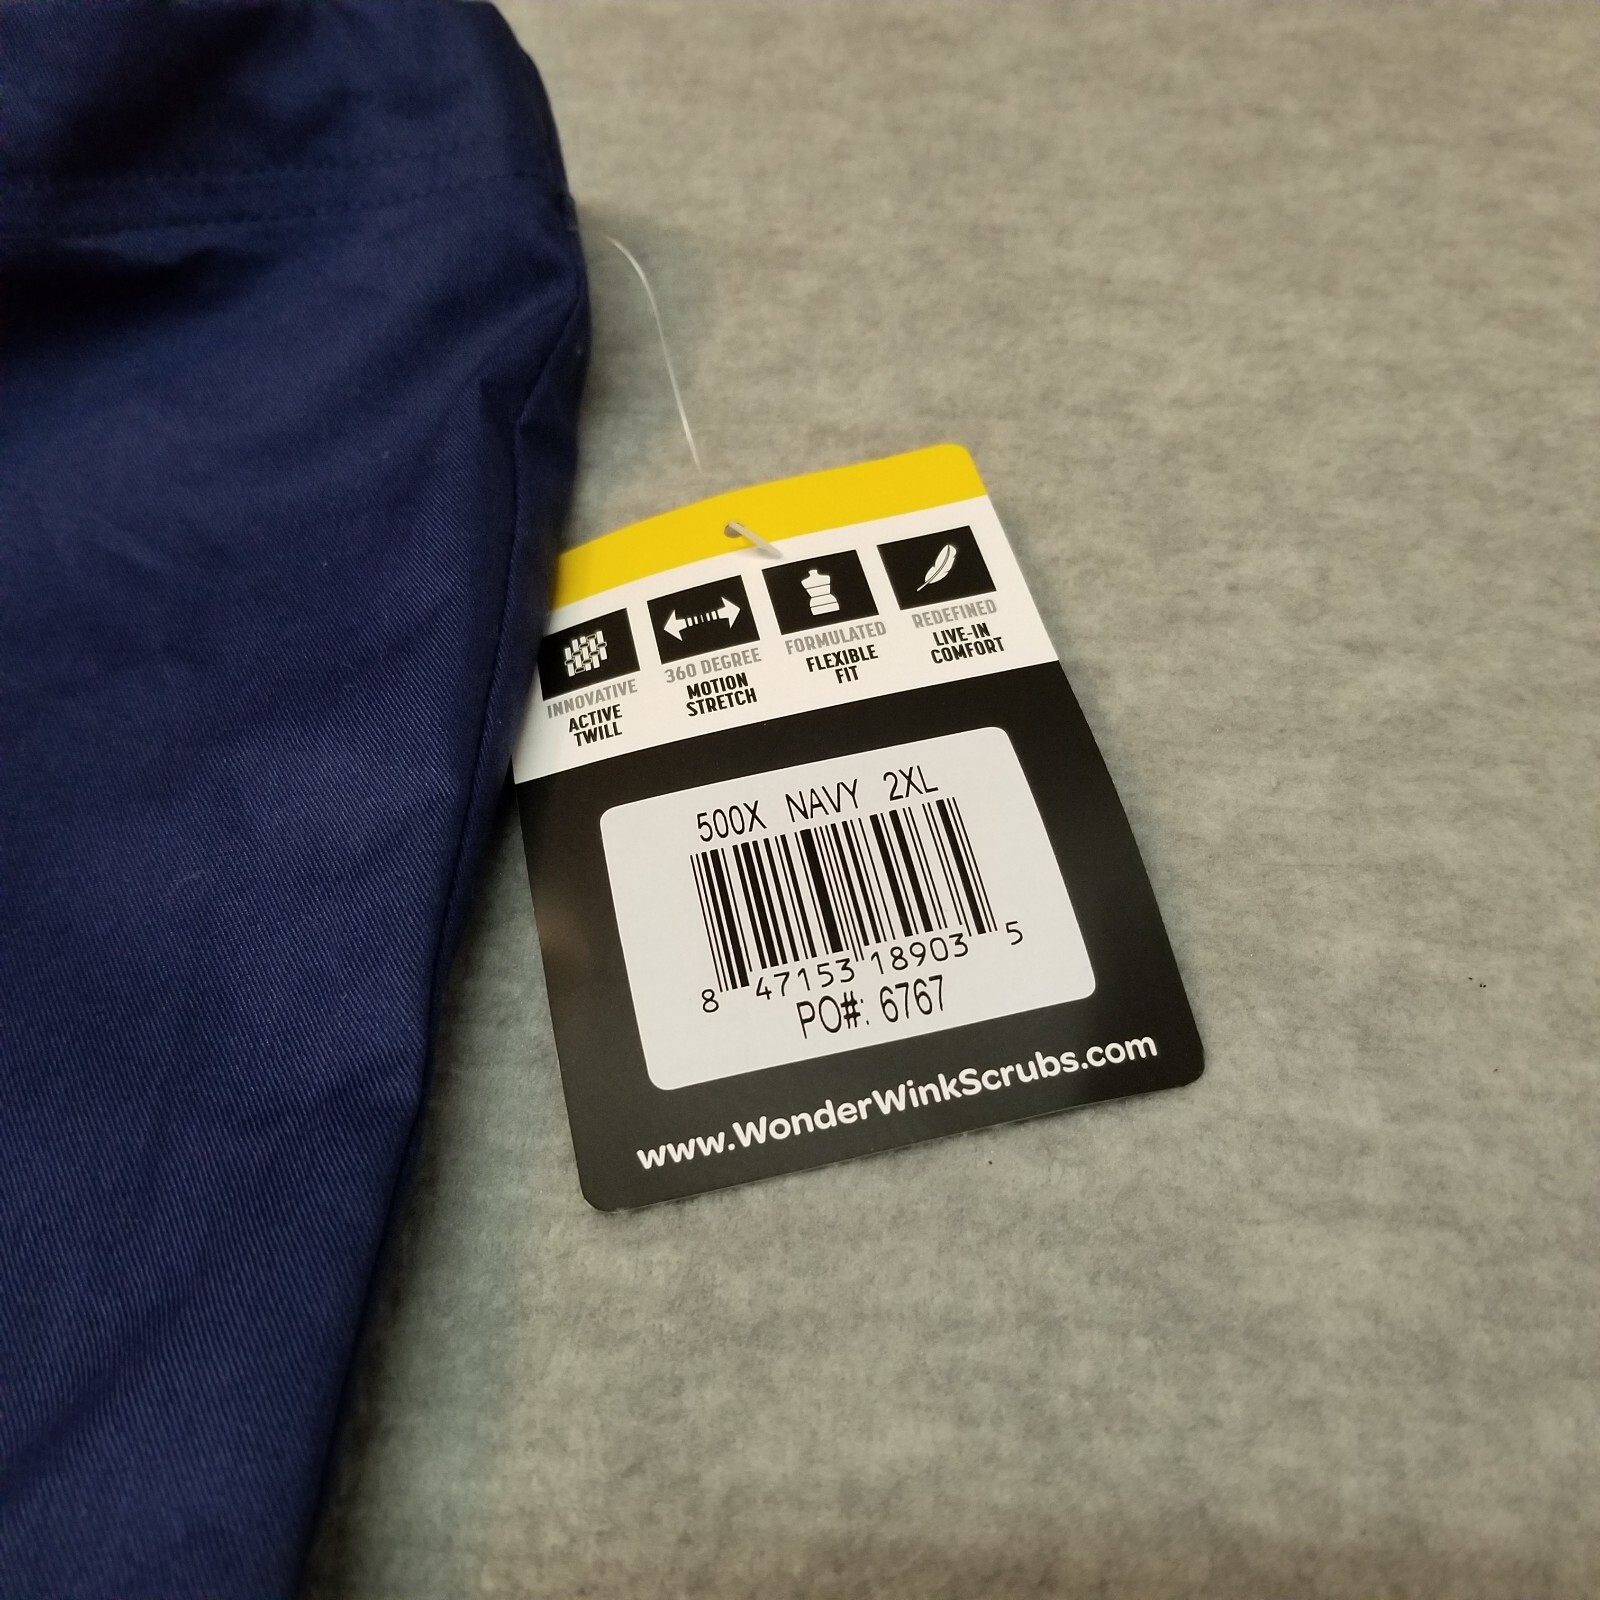 INNOVATIVE
ACTIVE
TWILL
360 DEGREE
MOTION
STRETCH
FORMULATED
FLEXIBLE
FIT
REDEFINED
LIVE-IN
COMFORT
500X NAVY 2XL
8 47153 18903 5
PO#: 6767
www.WonderWinkScrubs.com